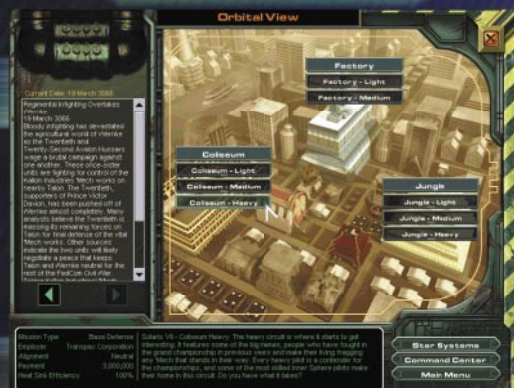 Orbital View
Current Date: 19 March 3066
Regimental Infighting Overtakes
Wernke
19 March 3066
Bloody infighting has devastated
the agricultural world of Wernke
as the Twentieth and
Twenty-Second Avalon Hussars
wage a brutal campaign against
one another. These once-sister
units are fighting for control of the
Kallon Industries 'Mech works on
nearby Talon. The Twentieth,
supporters of Prince Victor
Davion, has been pushed off of
Wernke almost completely. Many
analysts believe the Twentieth is
massing its remaining forces on
Talon for final defense of the vital
'Mech works. Other sources
indicate the two units will likely
negotiate a peace that keeps
Talon and Wernke neutral for the
rest of the FedCom Civil War.
Factory
Factory - Light
Factory - Medium
Coliseum
Coliseum - Light
Coliseum - Medium
Coliseum - Heavy
Jungle
Jungle - Light
Jungle - Medium
Jungle - Heavy
Mission Type Base Defense
Employer Transpex Corporation
Alignment Neutral
Payment 3,000,000
Heat Sink Efficiency 100%
Solaris VII - Coliseum Heavy: The heavy circuit is where it starts to get
interesting. It features some of the big names, people who have fought in
the grand championship in previous years and make their living fragging
any 'Mech that stands in their way. Every heavy pilot is a contender for
the championships, and some of the most skilled Inner Sphere pilots make
their home in this circuit. Do you have what it takes?
Star Systems
Command Center
Main Menu